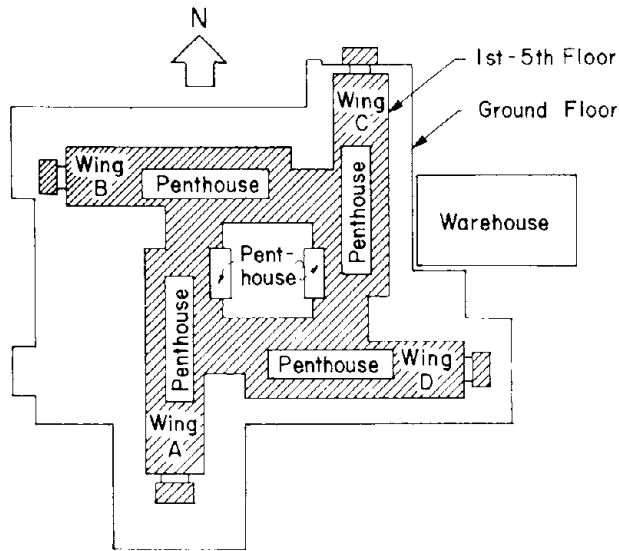 N
1st-5th Floor
Wing
C
Ground Floor
Wing
B
Penthouse
Penthouse
Warehouse
Pent-
house
Penthouse
Penthouse
Wing
D
Wing
A